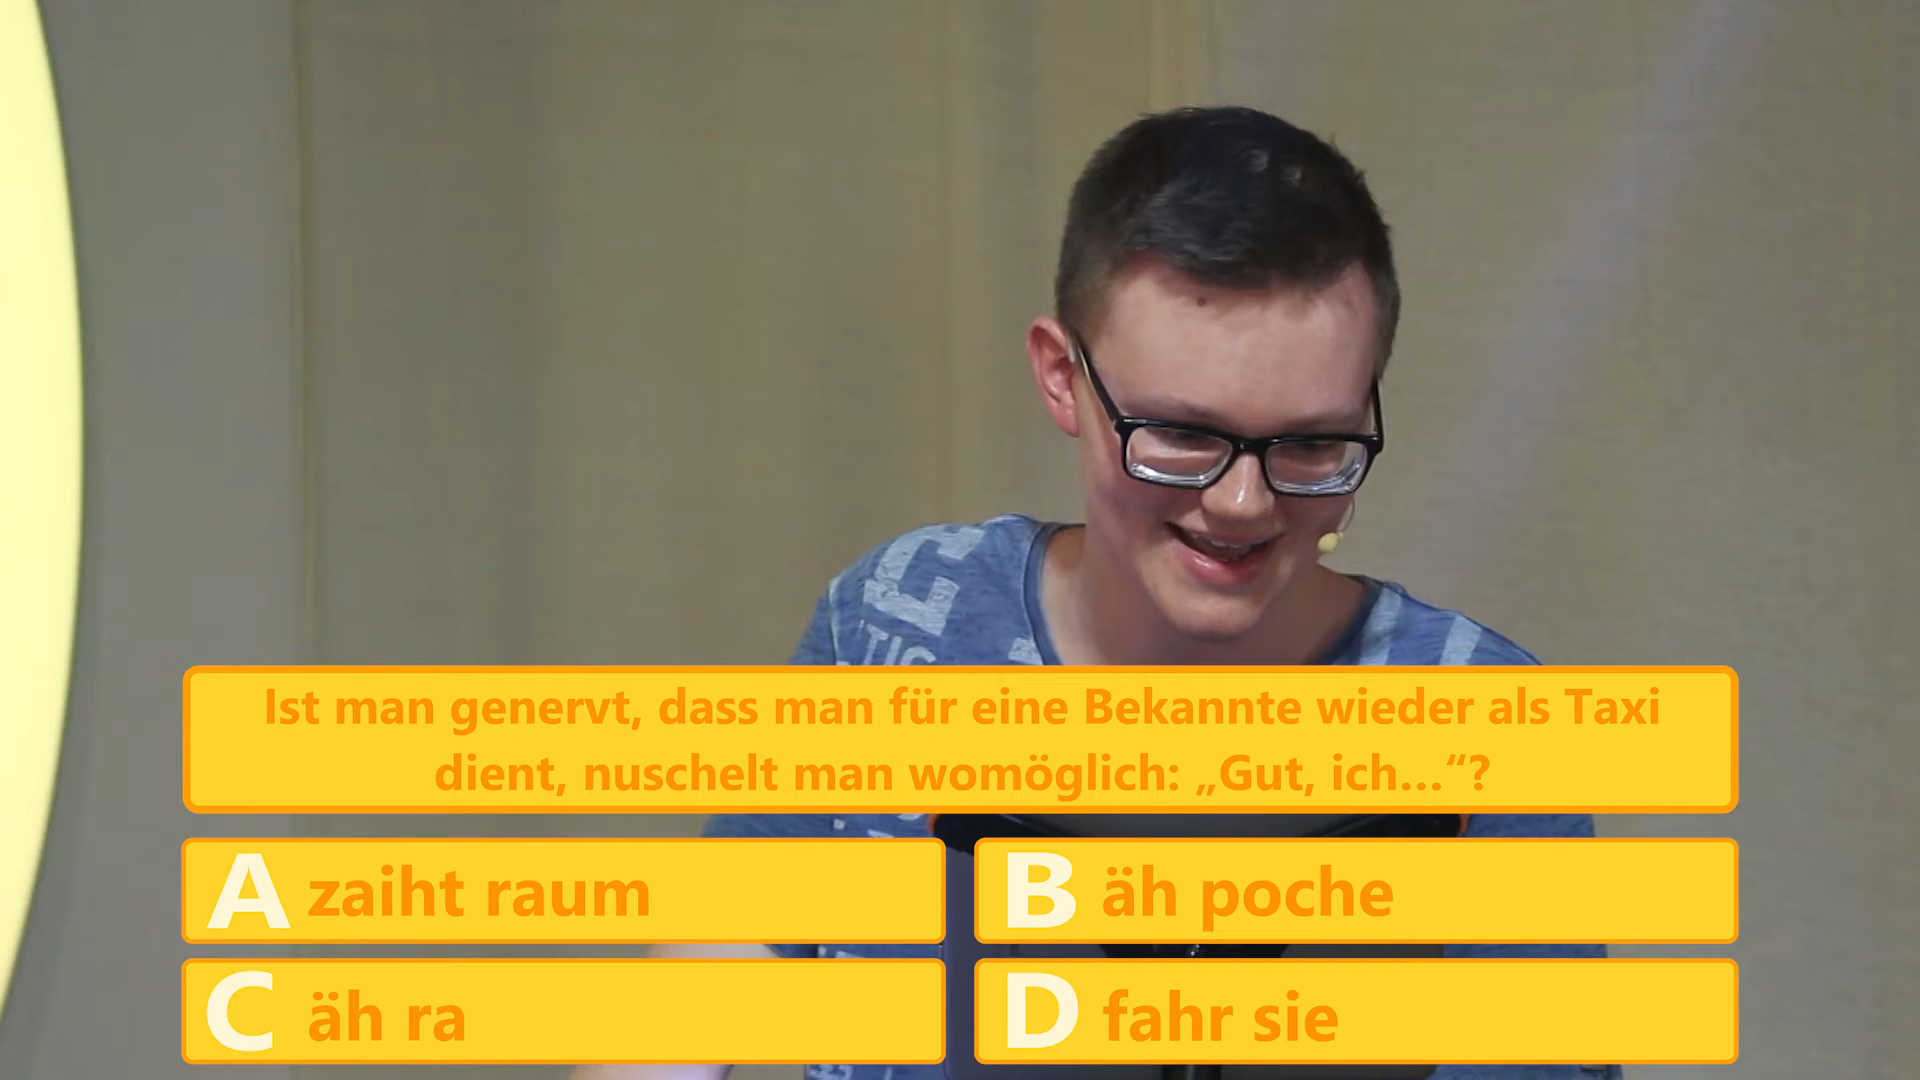 Ist man genervt, dass man für eine Bekannte wieder als Taxi
dient, nuschelt man womöglich: „Gut, ich...“?
A zaiht raum
B äh poche
C äh ra
D fahr sie